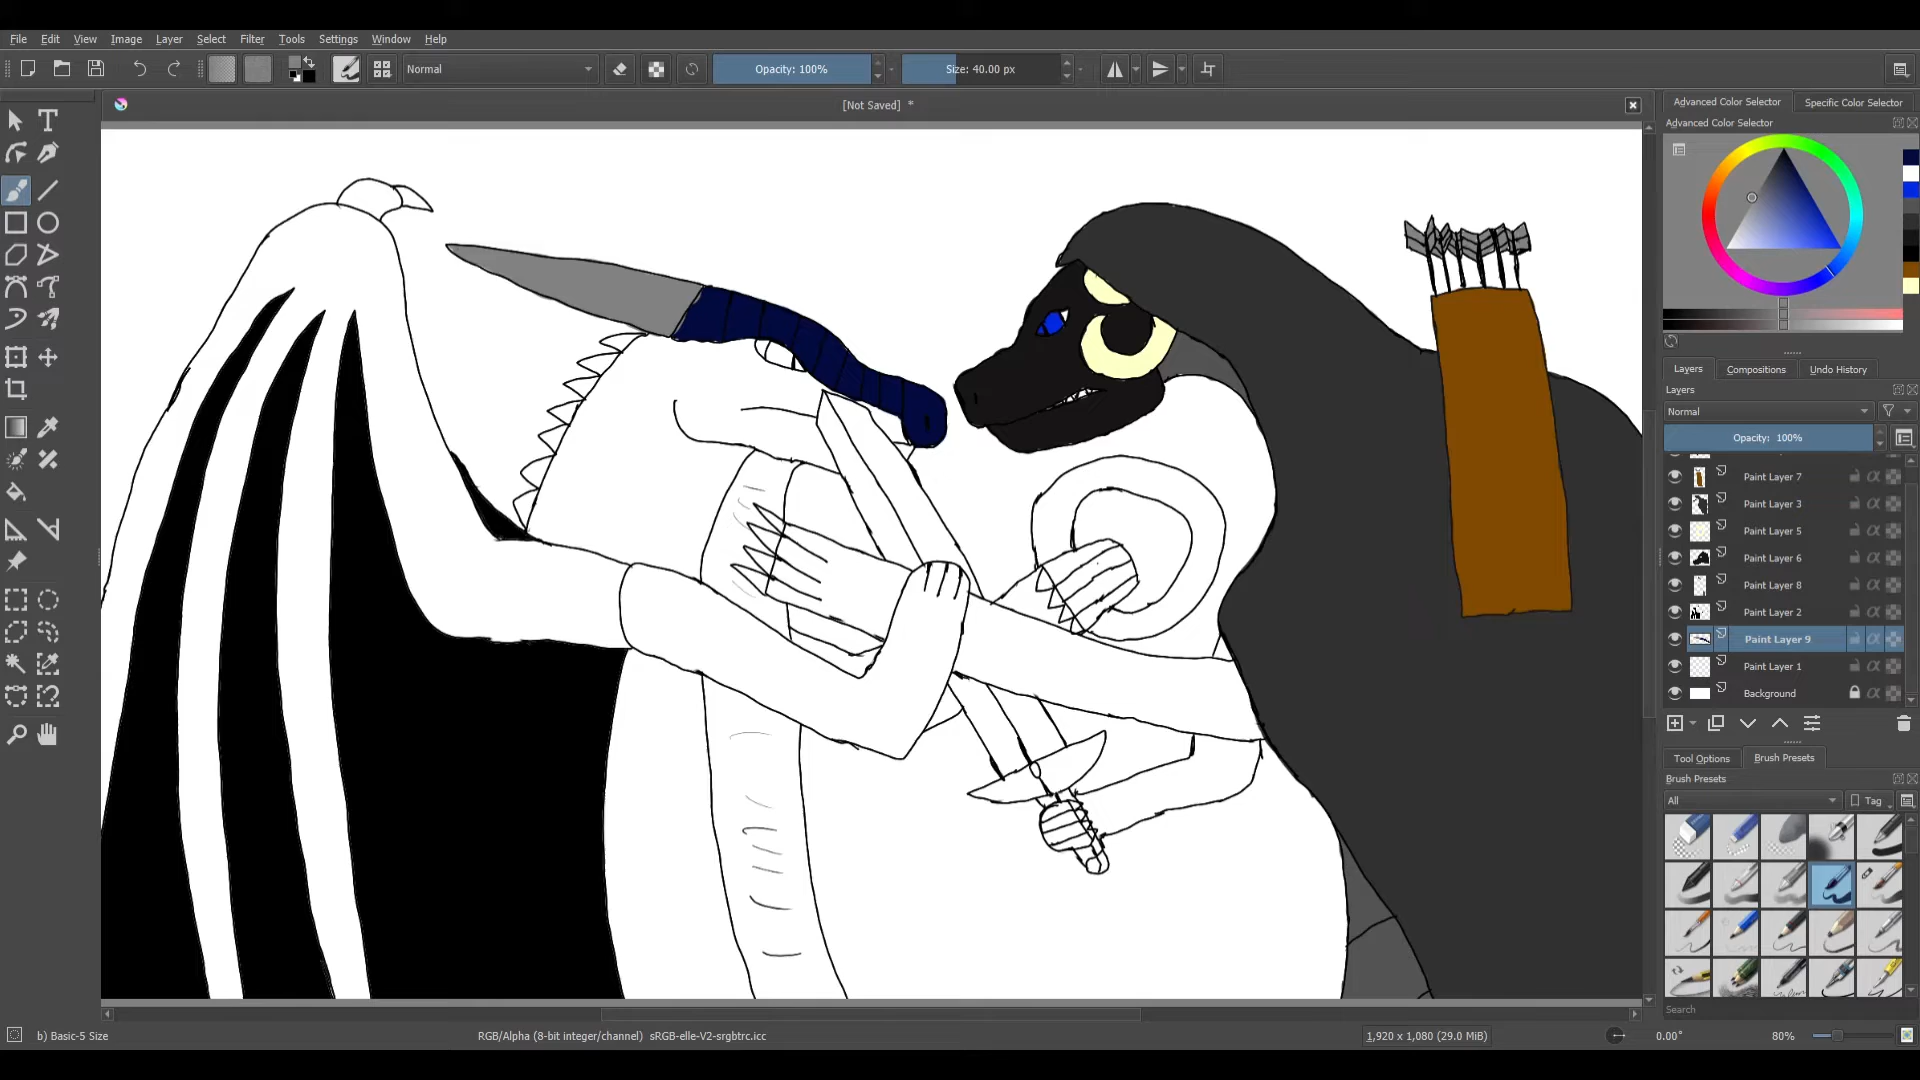 File Edit View Image Layer Select Filter Tools Settings Window Help
Normal Opacity: 100% Size: 40.00 px
[Not Saved] *
Advanced Color Selector Specific Color Selector
Advanced Color Selector
Layers Compositions Undo History
Layers
Normal
Opacity: 100%
Paint Layer 7
Paint Layer 3
Paint Layer 5
Paint Layer 6
Paint Layer 8
Paint Layer 2
Paint Layer 9
Paint Layer 1
Background
Tool Options Brush Presets
Brush Presets
All Tag
Search
b) Basic-5 Size RGB/Alpha (8-bit integer/channel) sRGB-elle-V2-srgbtrc.icc 1,920 x 1,080 (29.0 MiB) 0.00° 80%